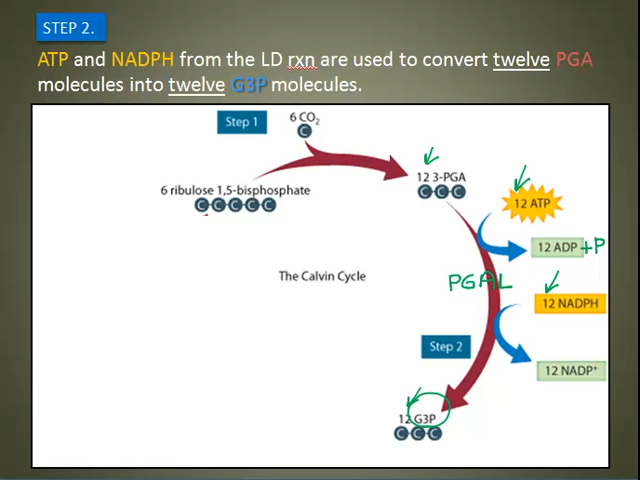 STEP 2.
ATP and NADPH from the LD rxn are used to convert twelve PGA
molecules into twelve G3P molecules.
Step 1
6 CO₂
C
12 3-PGA
C C C
6 ribulose 1,5-bisphosphate
C C C C C
12 ATP
12 ADP +P
The Calvin Cycle
PGAL
12 NADPH
Step 2
12 NADP⁺
12 G3P
C C C